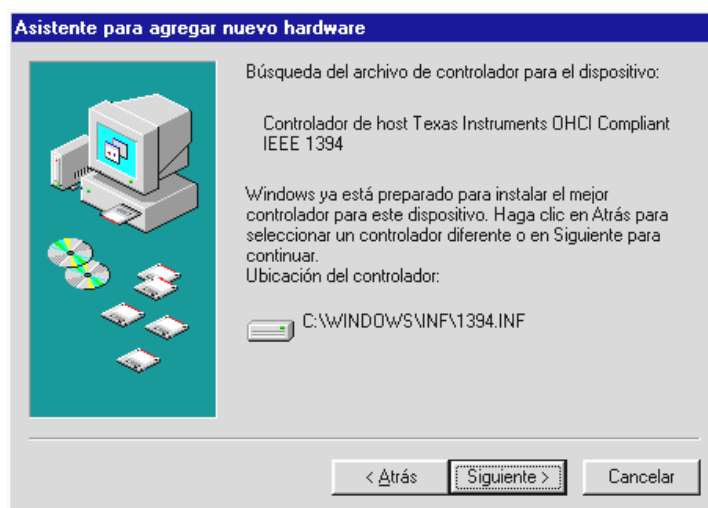 Asistente para agregar nuevo hardware
Búsqueda del archivo de controlador para el dispositivo:
Controlador de host Texas Instruments OHCI Compliant
IEEE 1394
Windows ya está preparado para instalar el mejor
controlador para este dispositivo. Haga clic en Atrás para
seleccionar un controlador diferente o en Siguiente para
continuar.
Ubicación del controlador:
C:\WINDOWS\INF\1394.INF
< Atrás
Siguiente >
Cancelar